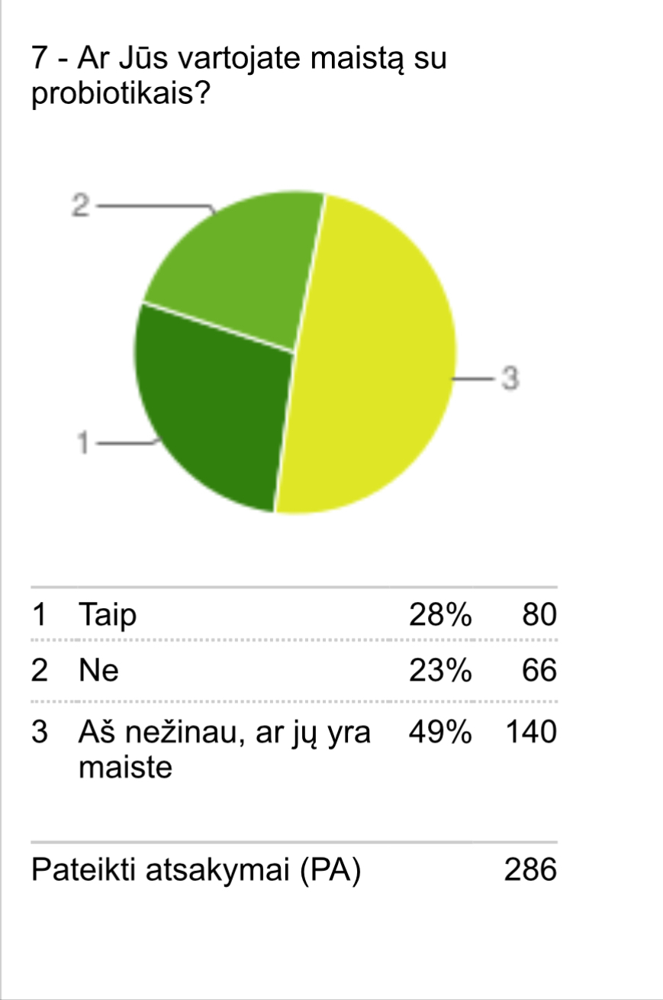 7 - Ar Jūs vartojate maistą su
probiotikais?
2
3
1
1 Taip 28% 80
2 Ne 23% 66
3 Aš nežinau, ar jų yra 49% 140
maiste
Pateikti atsakymai (PA) 286